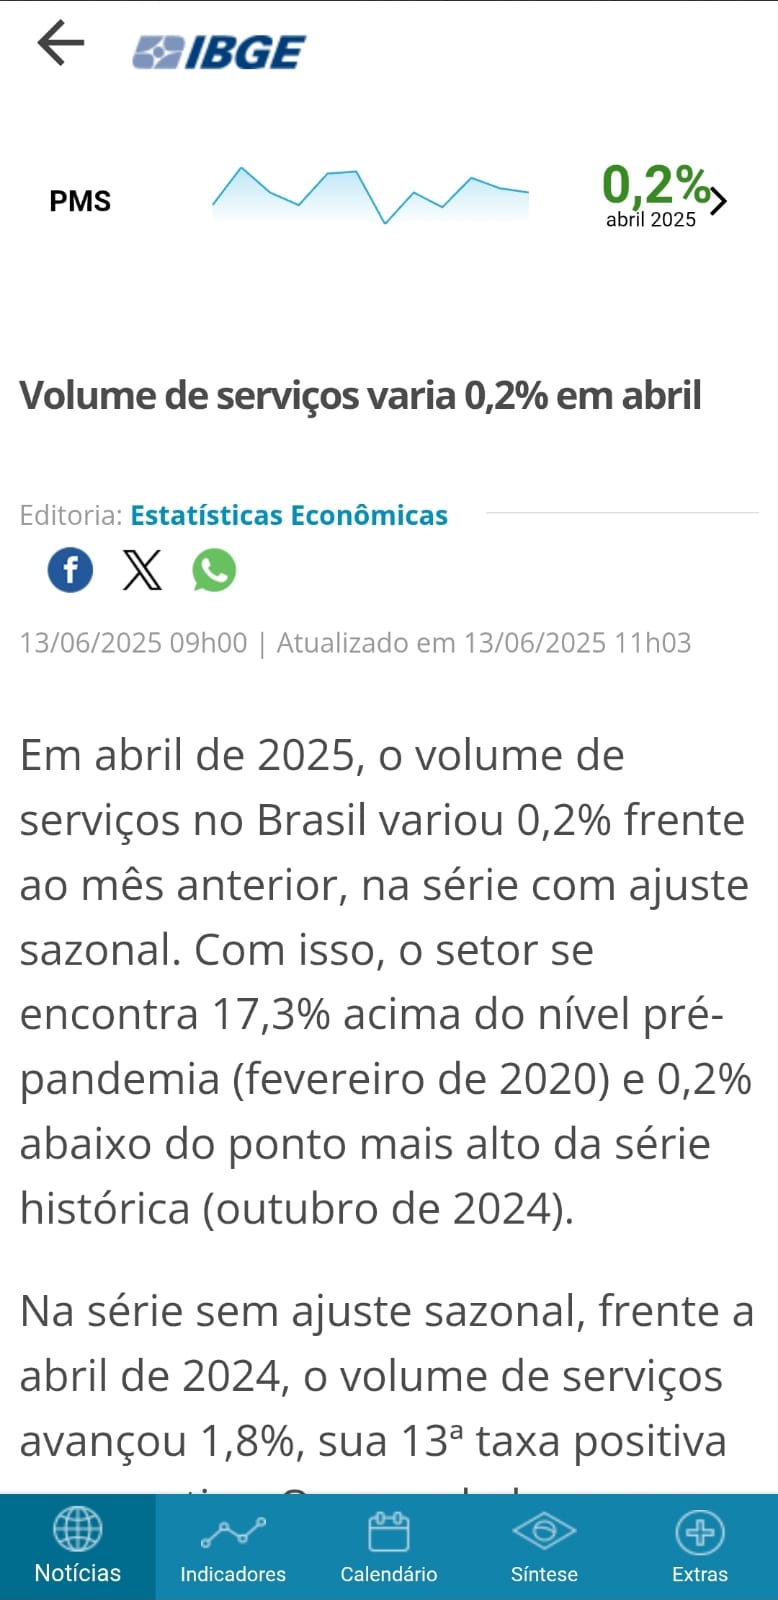 IBGE
PMS
0,2%
abril 2025
Volume de serviços varia 0,2% em abril
Editoria: Estatísticas Econômicas
13/06/2025 09h00 | Atualizado em 13/06/2025 11h03
Em abril de 2025, o volume de
serviços no Brasil variou 0,2% frente
ao mês anterior, na série com ajuste
sazonal. Com isso, o setor se
encontra 17,3% acima do nível pré-
pandemia (fevereiro de 2020) e 0,2%
abaixo do ponto mais alto da série
histórica (outubro de 2024).
Na série sem ajuste sazonal, frente a
abril de 2024, o volume de serviços
avançou 1,8%, sua 13ª taxa positiva
Notícias
Indicadores
Calendário
Síntese
Extras